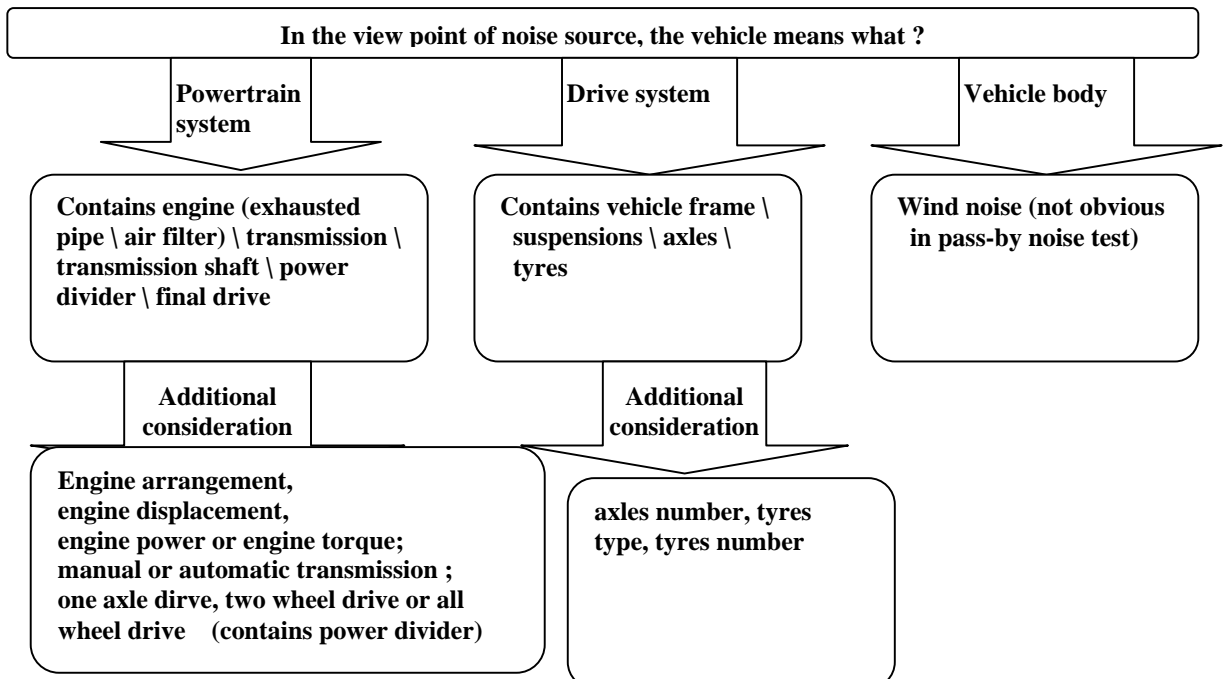 In the view point of noise source, the vehicle means what ?
Powertrain
system
Drive system
Vehicle body
Contains engine (exhausted
pipe \ air filter) \ transmission \
transmission shaft \ power
divider \ final drive
Contains vehicle frame \
suspensions \ axles \
tyres
Wind noise (not obvious
in pass-by noise test)
Additional
consideration
Additional
consideration
Engine arrangement,
engine displacement,
engine power or engine torque;
manual or automatic transmission ;
one axle dirve, two wheel drive or all
wheel drive (contains power divider)
axles number, tyres
type, tyres number